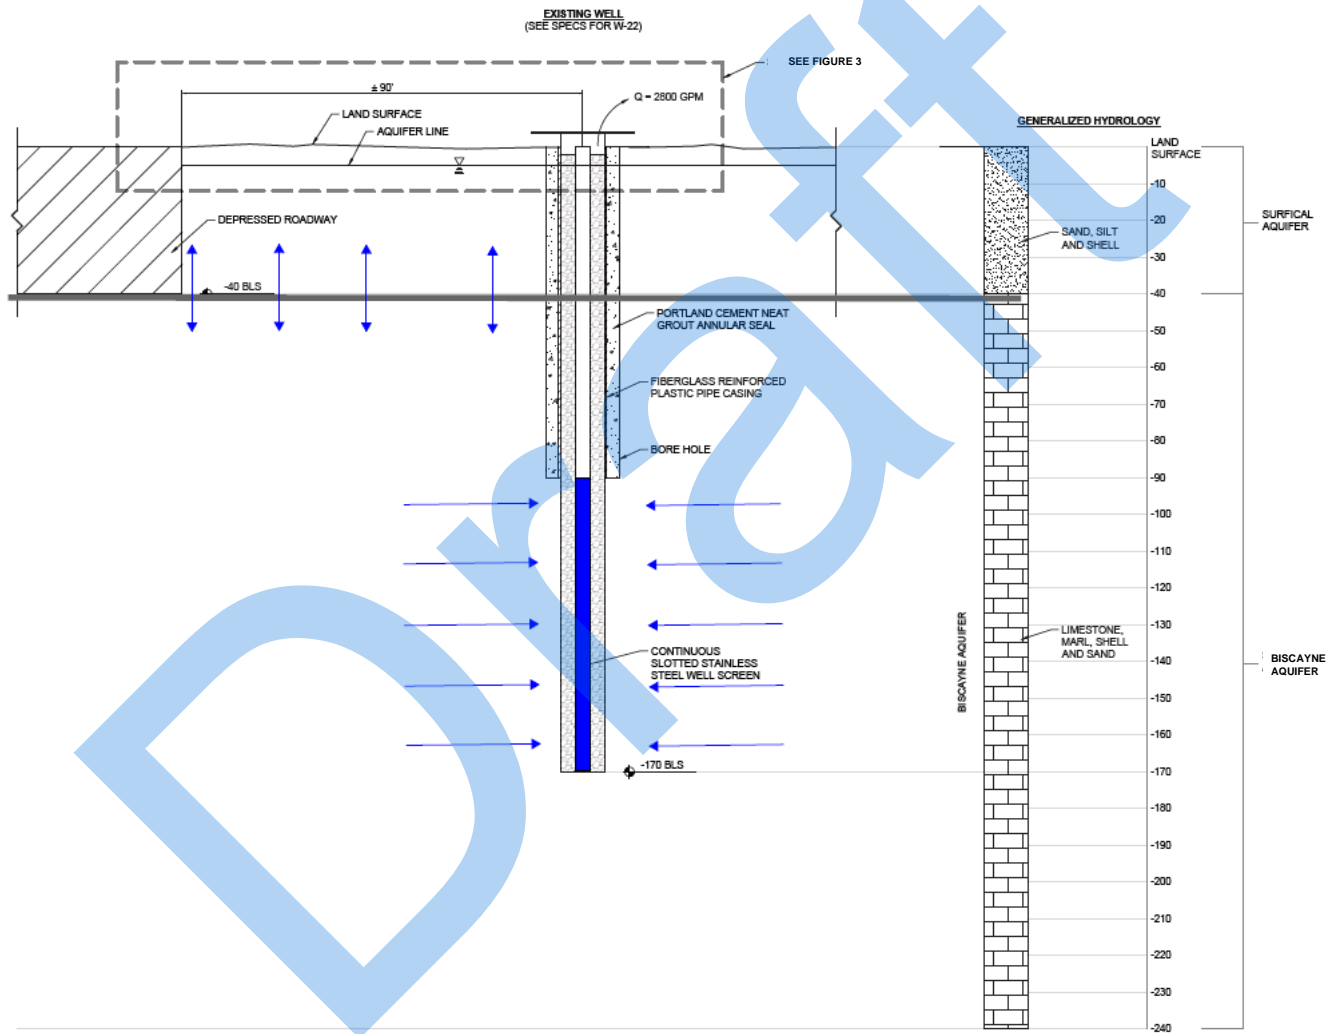 EXISTING WELL
(SEE SPECS FOR W-22)
SEE FIGURE 3
± 90'
Q = 2800 GPM
LAND SURFACE
AQUIFER LINE
GENERALIZED HYDROLOGY
LAND
SURFACE
-10
-20
-30
-40
-50
-60
-70
-80
-90
-100
-110
-120
-130
-140
-150
-160
-170
-180
-190
-200
-210
-220
-230
-240
DEPRESSED ROADWAY
SAND, SILT
AND SHELL
SURFICAL
AQUIFER
-40 BLS
PORTLAND CEMENT NEAT
GROUT ANNULAR SEAL
FIBERGLASS REINFORCED
PLASTIC PIPE CASING
BORE HOLE
CONTINUOUS
SLOTTED STAINLESS
STEEL WELL SCREEN
BISCAYNE AQUIFER
LIMESTONE,
MARL, SHELL
AND SAND
BISCAYNE
AQUIFER
-170 BLS
Draft